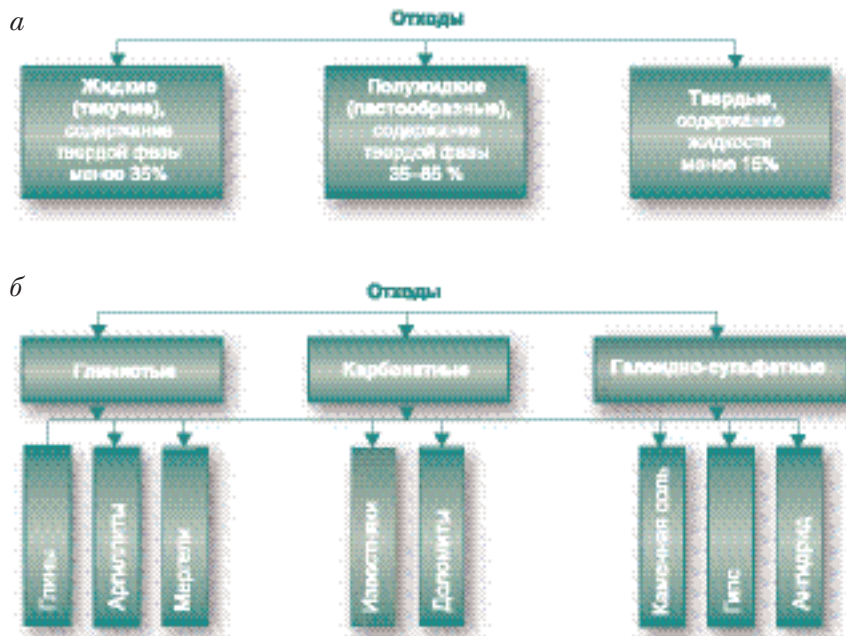 а
Отходы
Жидкие
(текучие),
содержание
твердой фазы
менее 35%
Полужидкие
(пастообразные),
содержание
твердой фазы
35–85 %
Твердые,
содержание
жидкости
менее 15%
б
Отходы
Глинистые
Карбонатные
Галоидно-сульфатные
Глины
Аргиллиты
Мергели
Известняки
Доломиты
Каменная соль
Гипс
Ангидрид